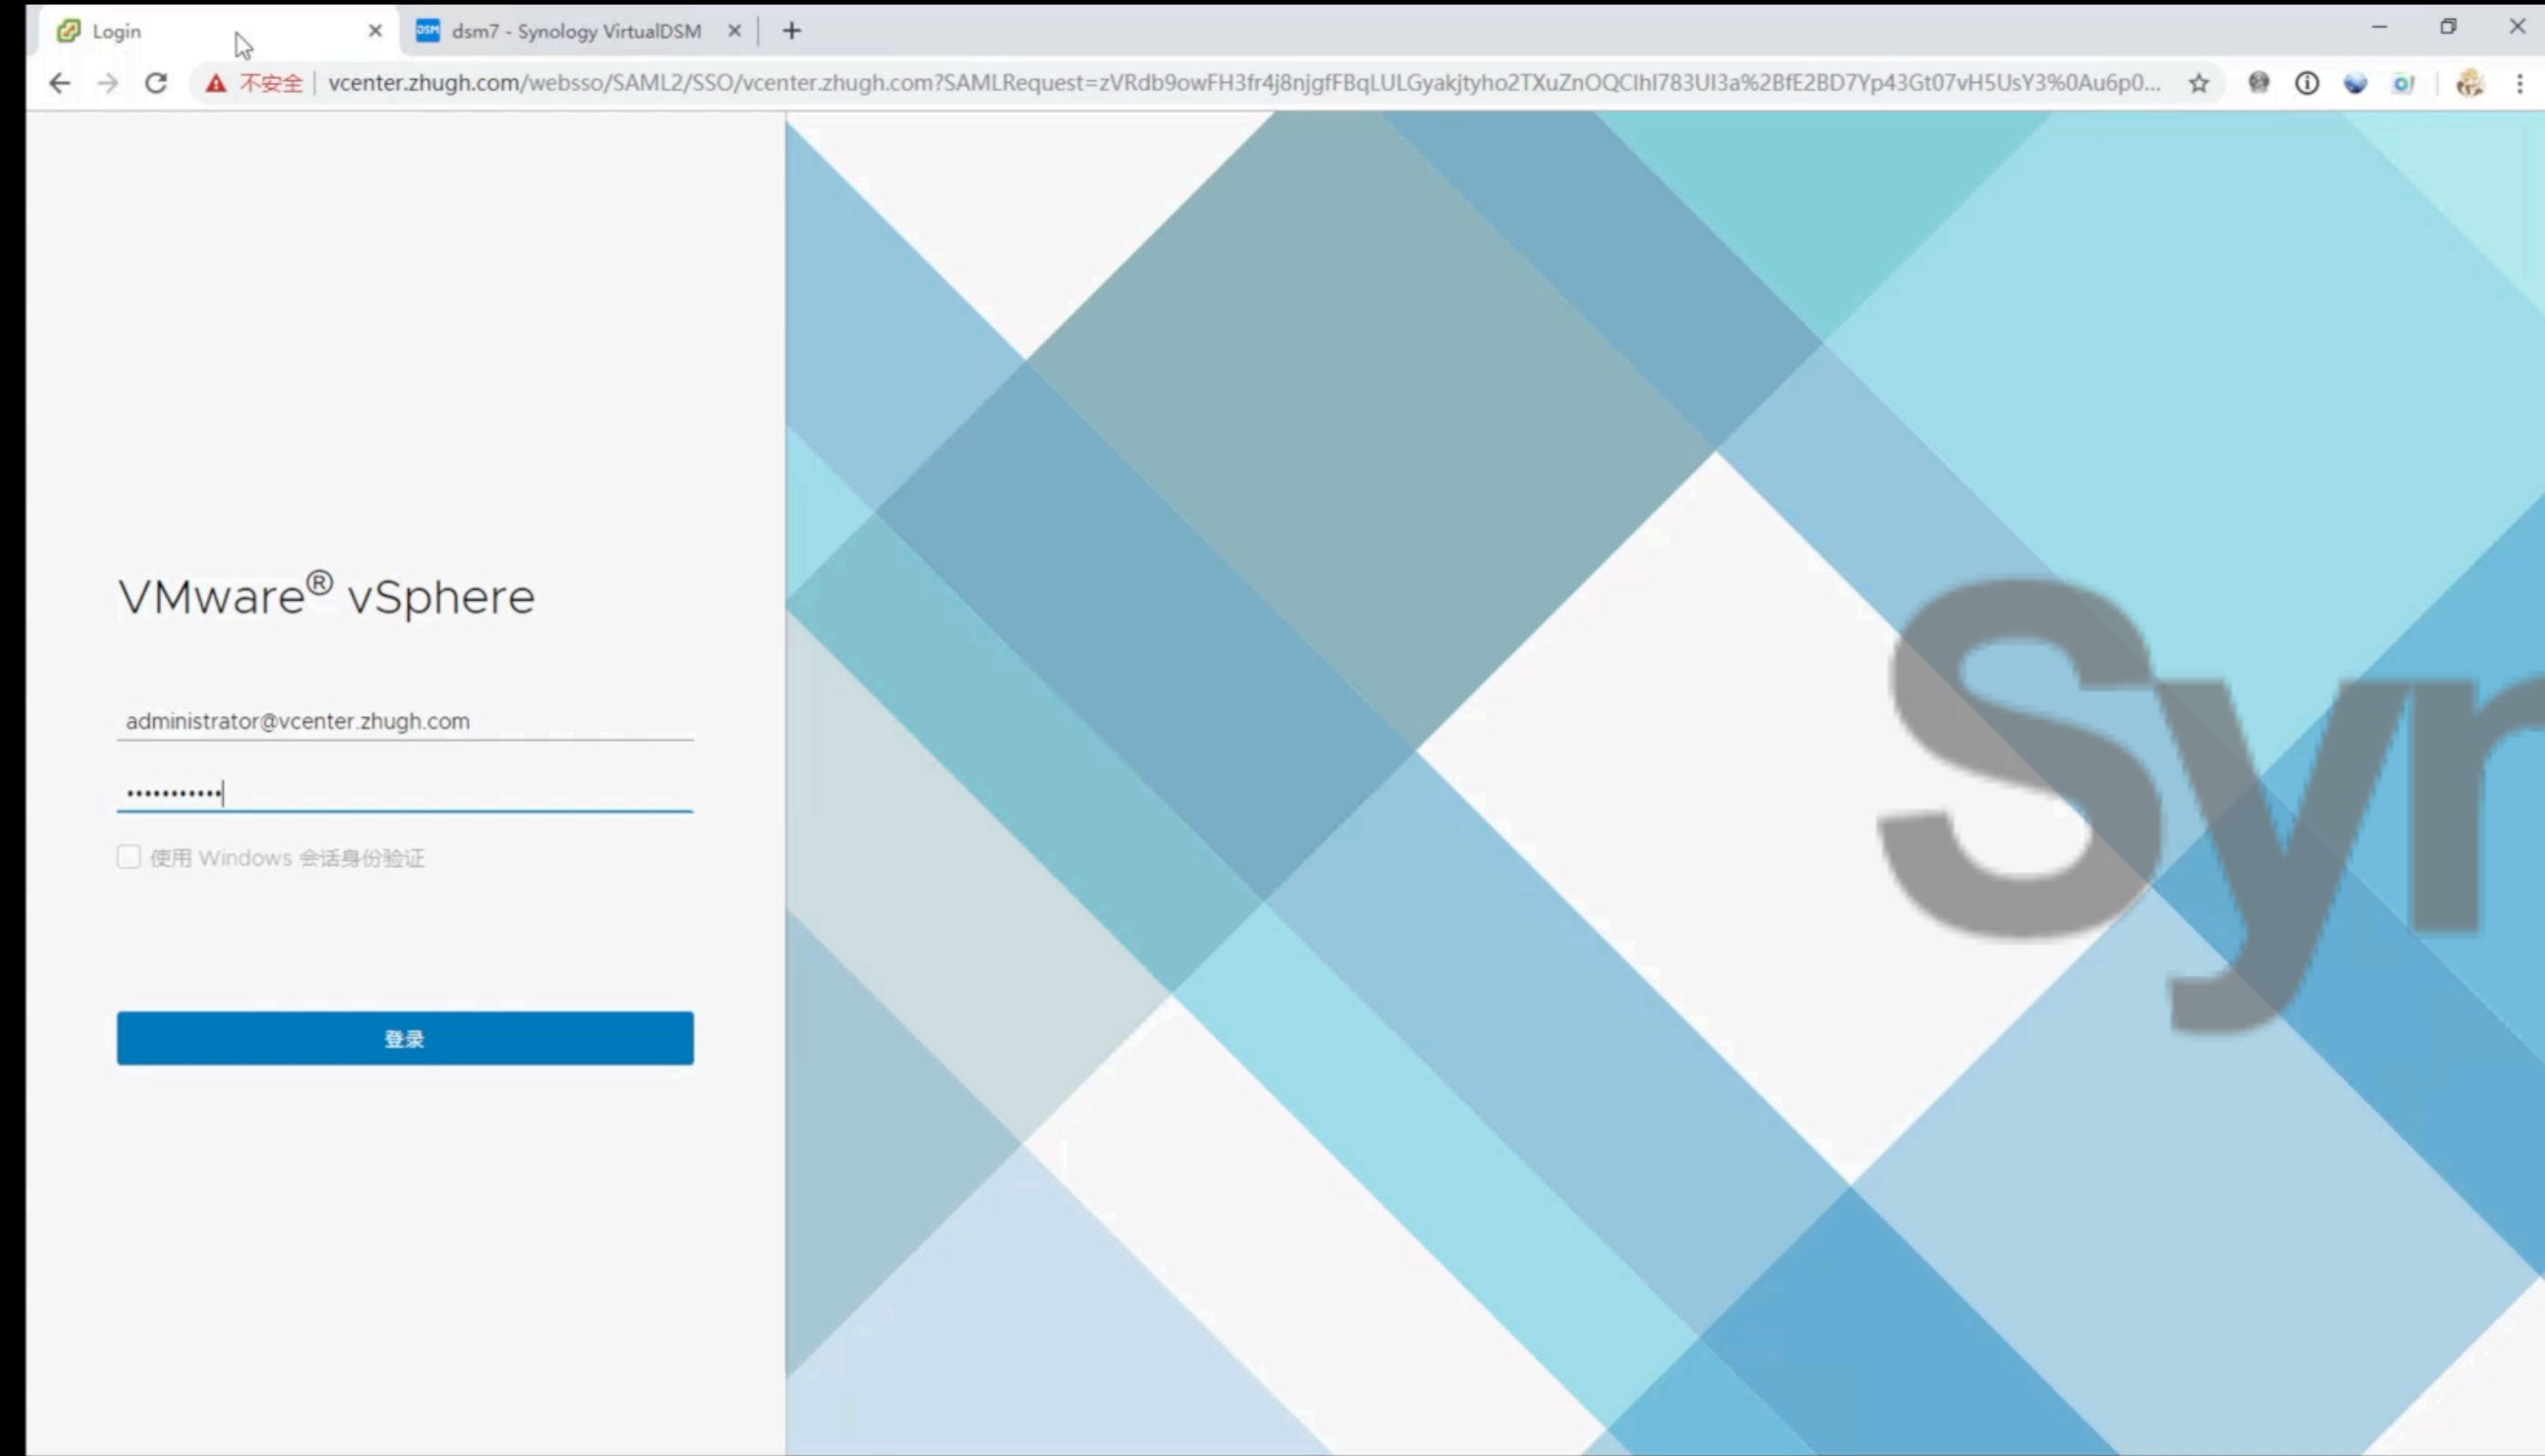 Login
dsm7 - Synology VirtualDSM
不安全 vcenter.zhugh.com/websso/SAML2/SSO/vcenter.zhugh.com?SAMLRequest=zVRdb9owFH3fr4j8njgfFBqLULGyakjtyho2TXuZnOQClhI783UI3a%2BfE2BD7Yp43Gt07vH5UsY3%0Au6p0...
VMware® vSphere
administrator@vcenter.zhugh.com
•••••••••••
使用 Windows 会话身份验证
登录
Syn